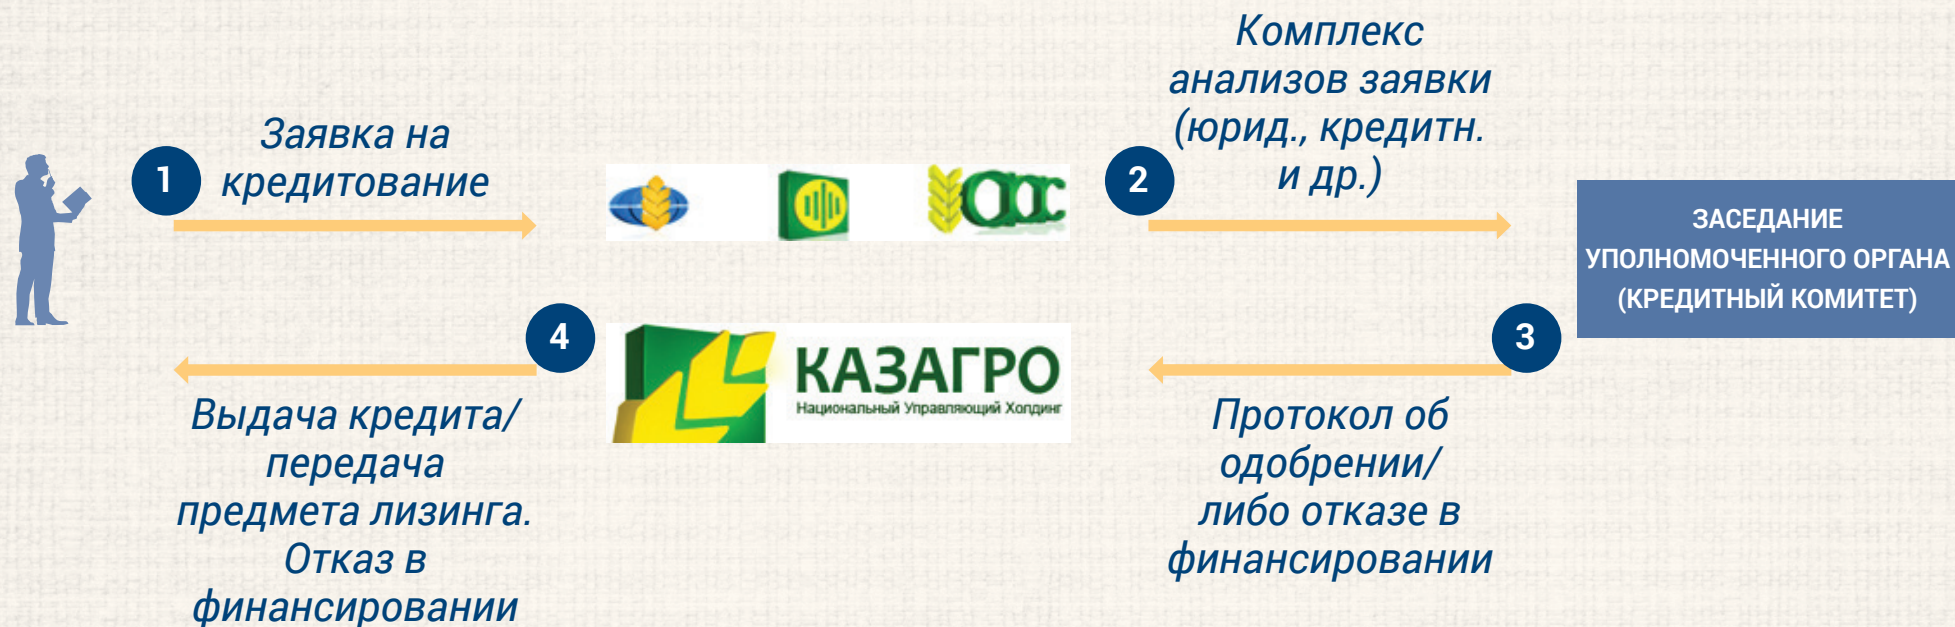 1
Заявка на
кредитование
2
Комплекс
анализов заявки
(юрид., кредитн.
и др.)
ЗАСЕДАНИЕ
УПОЛНОМОЧЕННОГО ОРГАНА
(КРЕДИТНЫЙ КОМИТЕТ)
3
Протокол об
одобрении/
либо отказе в
финансировании
4
КАЗАГРО
Национальный Управляющий Холдинг
Выдача кредита/
передача
предмета лизинга.
Отказ в
финансировании